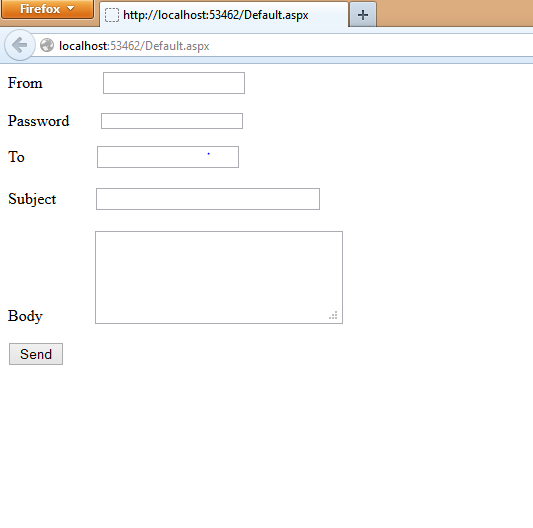 Firefox
http://localhost:53462/Default.aspx
localhost:53462/Default.aspx
From
Password
To
Subject
Body
Send